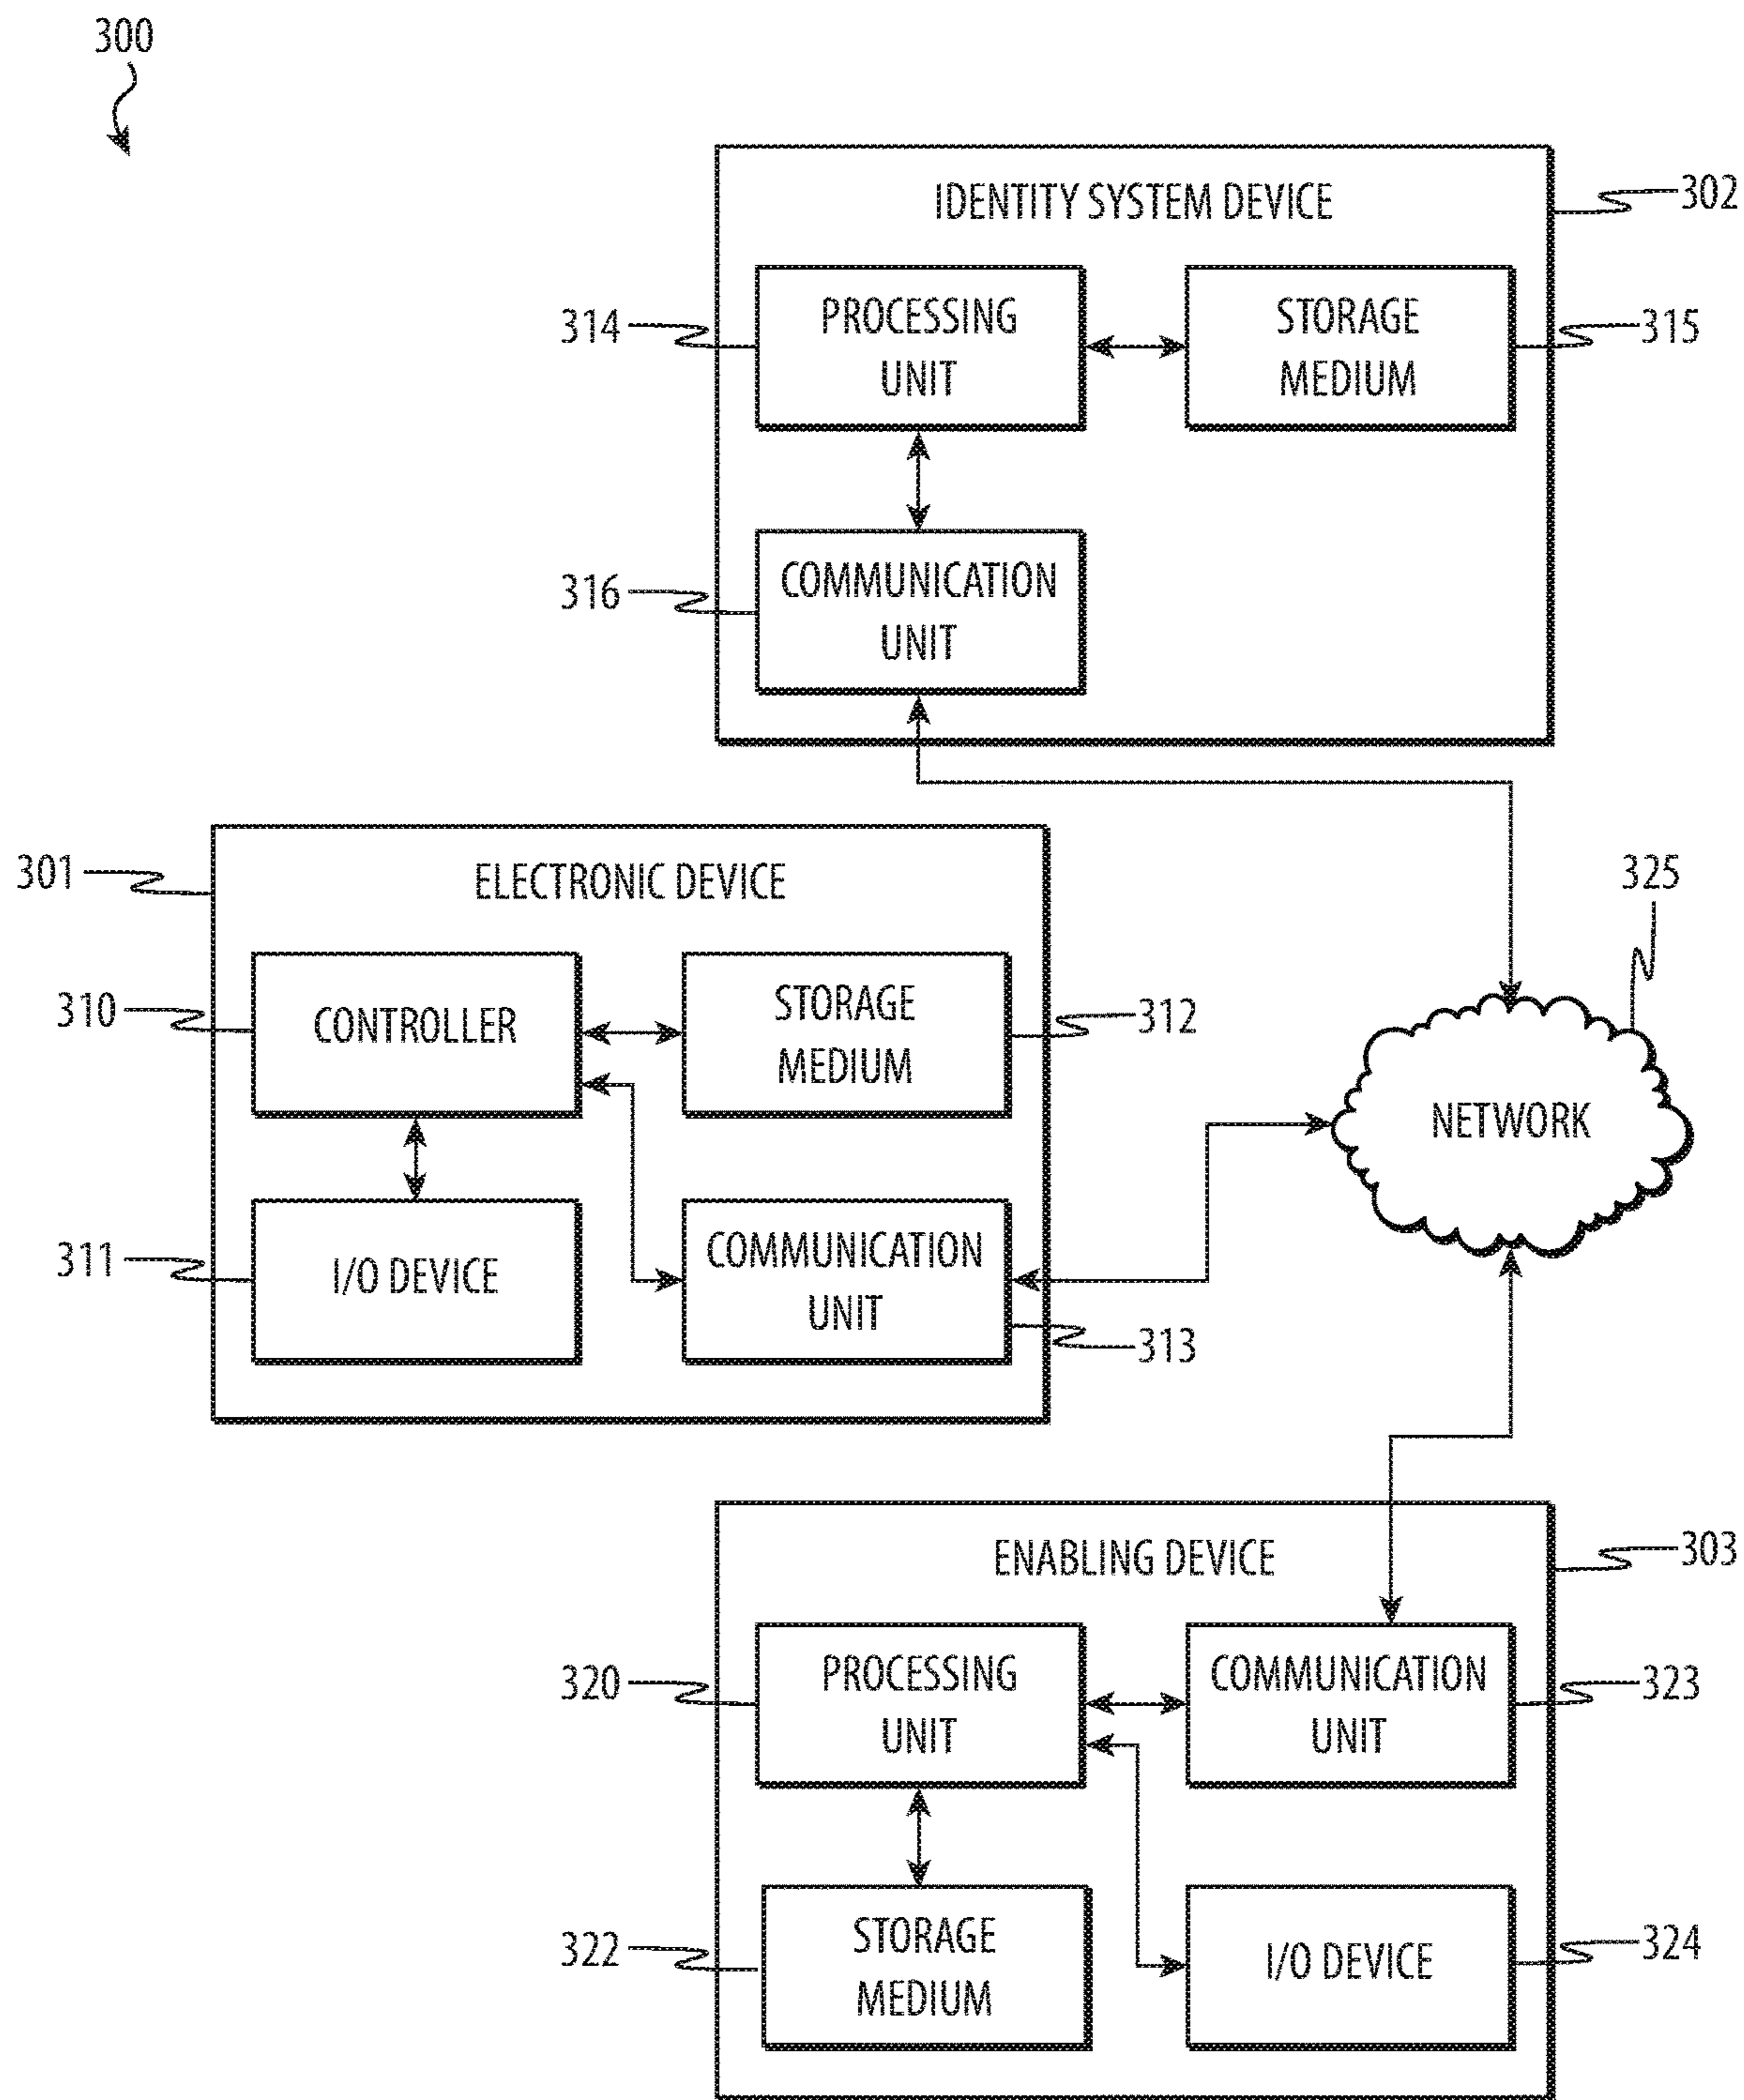 300
IDENTITY SYSTEM DEVICE
302
314
PROCESSING
UNIT
STORAGE
MEDIUM
315
316
COMMUNICATION
UNIT
301
ELECTRONIC DEVICE
325
310
CONTROLLER
STORAGE
MEDIUM
312
NETWORK
311
I/O DEVICE
COMMUNICATION
UNIT
313
ENABLING DEVICE
303
320
PROCESSING
UNIT
COMMUNICATION
UNIT
323
322
STORAGE
MEDIUM
I/O DEVICE
324